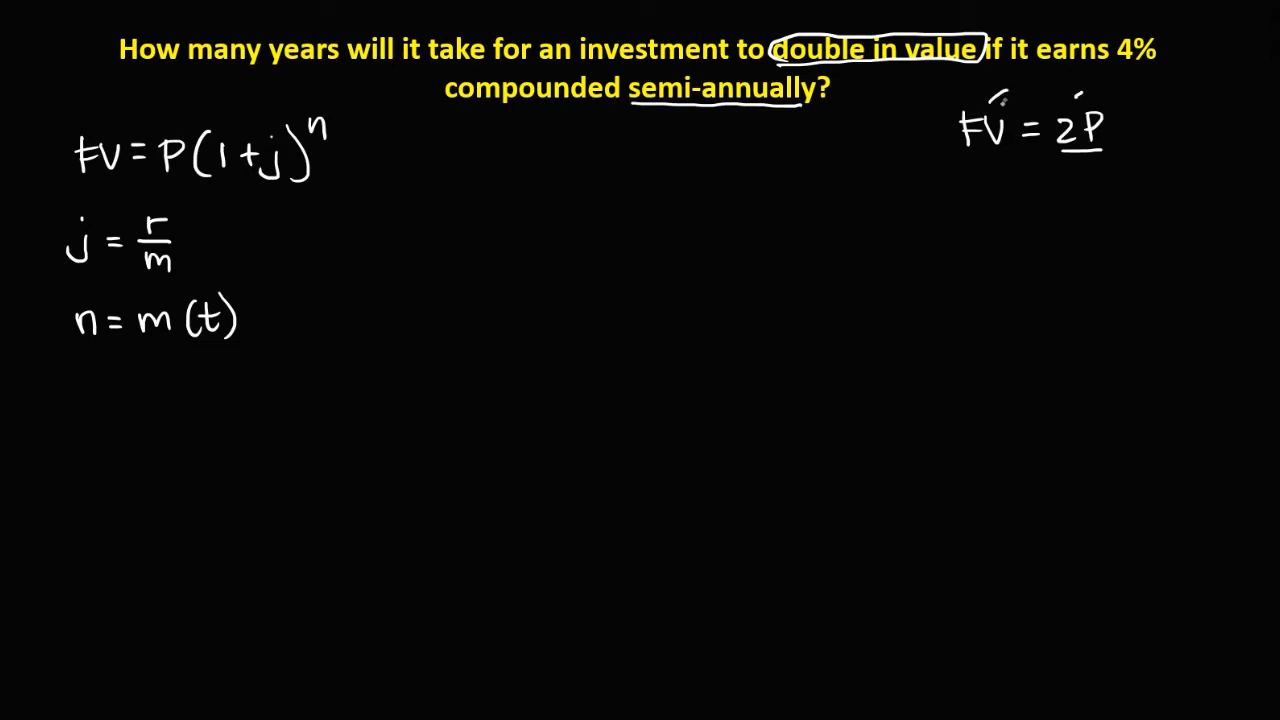 How many years will it take for an investment to double in value if it earns 4%
compounded semi-annually?
FV = P(1+j)^n
FV = 2P
j = r/m
n = m(t)